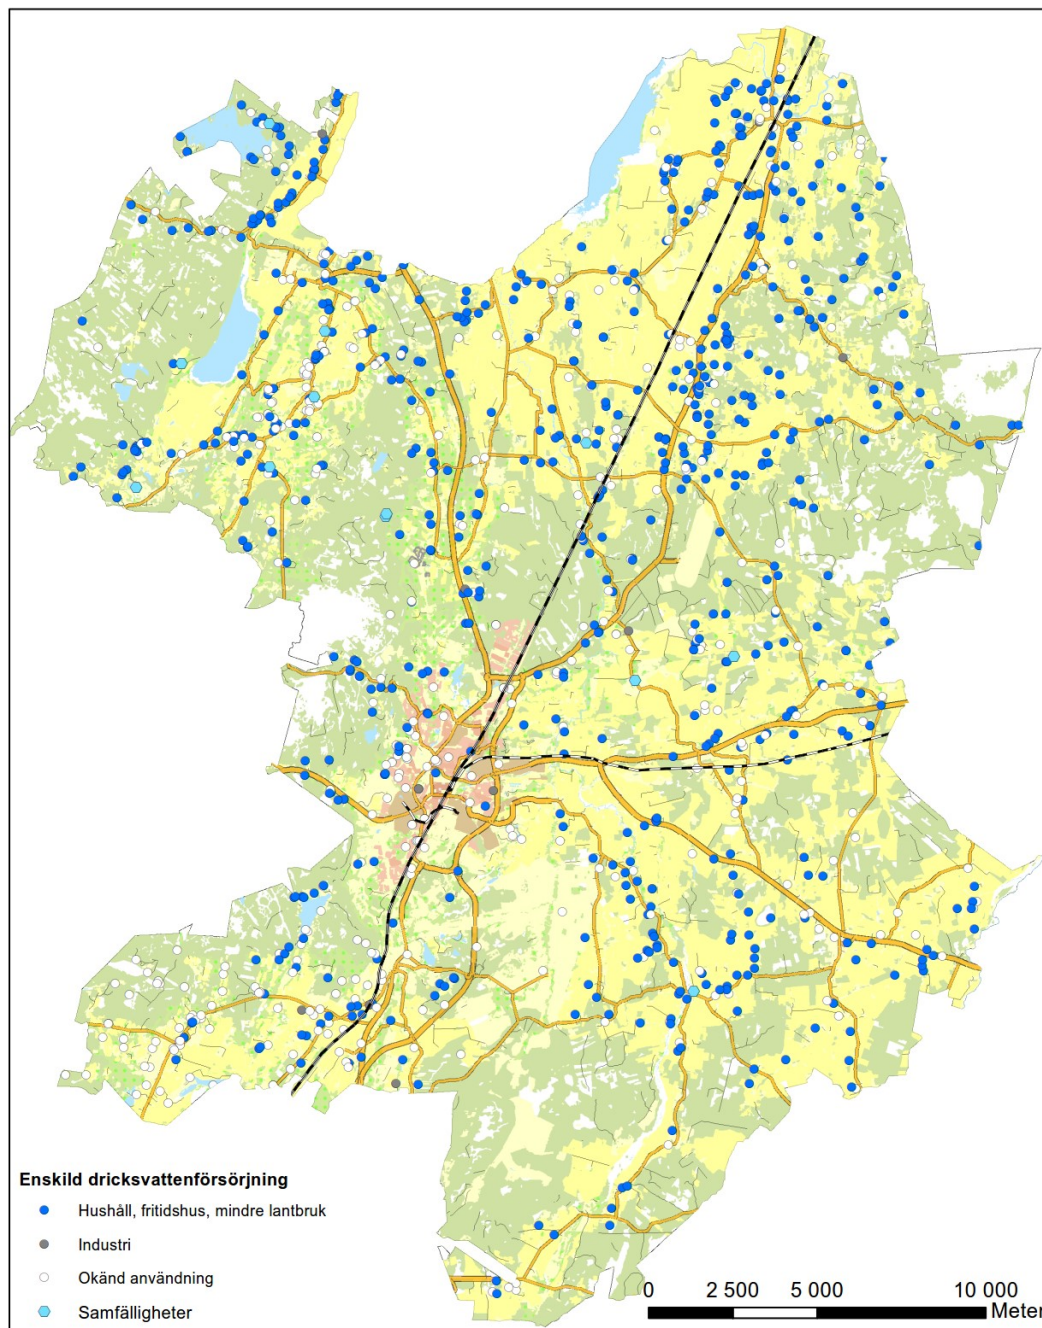 Enskild dricksvattenförsörjning
Hushåll, fritidshus, mindre lantbruk
Industri
Okänd användning
Samfälligheter
0 2 500 5 000 10 000
Meter